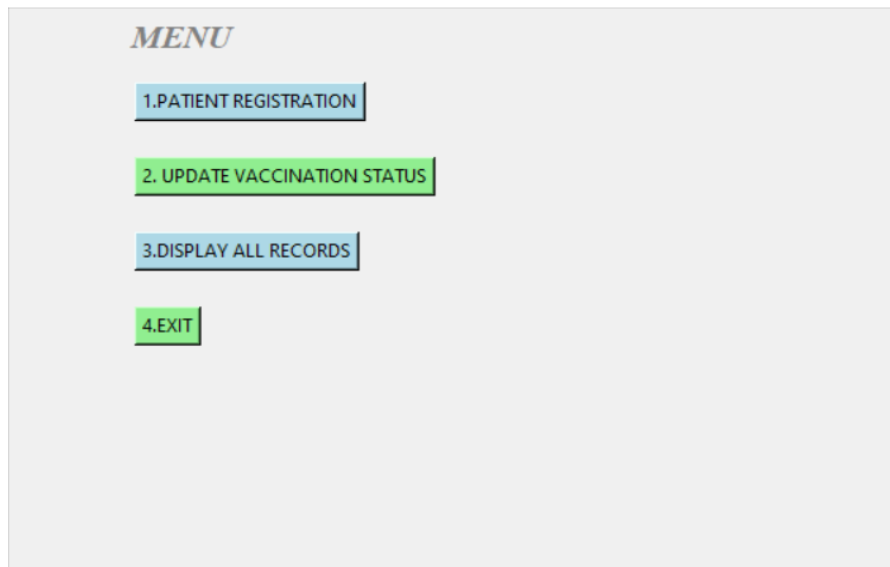 MENU
1.PATIENT REGISTRATION
2. UPDATE VACCINATION STATUS
3.DISPLAY ALL RECORDS
4.EXIT